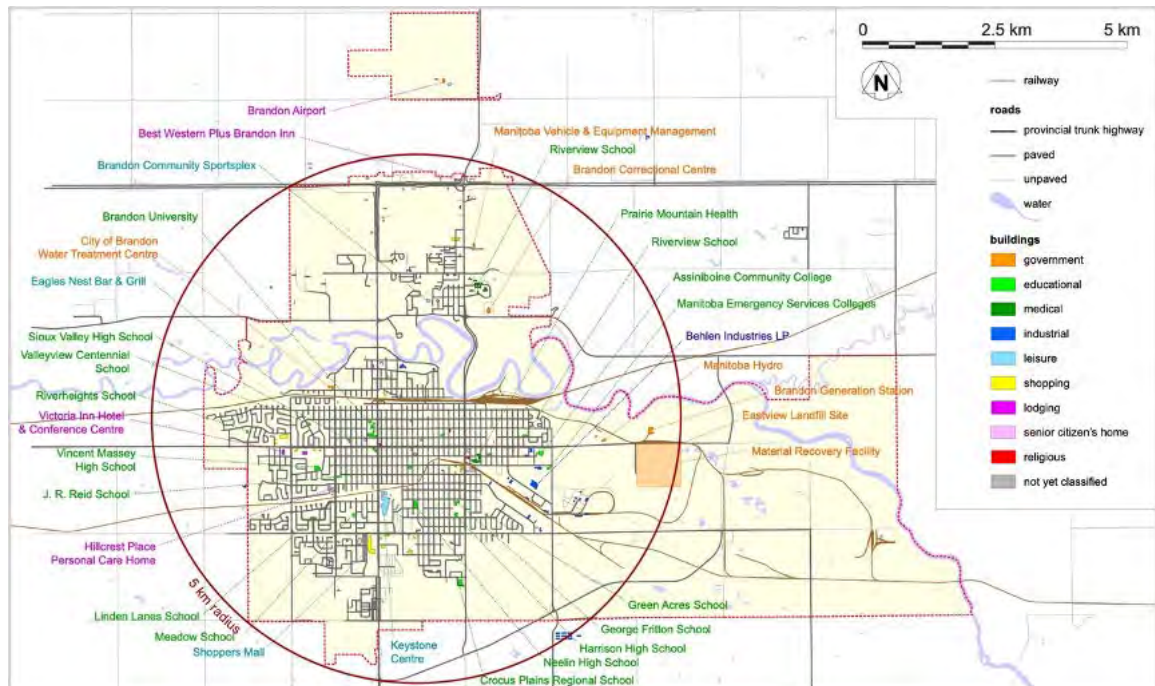 0 2.5 km 5 km
N
railway
roads
provincial trunk highway
paved
unpaved
water
buildings
government
educational
medical
industrial
leisure
shopping
lodging
senior citizen's home
religious
not yet classified
Brandon Airport
Best Western Plus Brandon Inn
Brandon Community Sportsplex
Manitoba Vehicle & Equipment Management
Riverview School
Brandon Correctional Centre
Brandon University
City of Brandon
Water Treatment Centre
Eagles Nest Bar & Grill
Prairie Mountain Health
Riverview School
Assiniboine Community College
Manitoba Emergency Services Colleges
Behlen Industries LP
Manitoba Hydro
Brandon Generation Station
Eastview Landfill Site
Material Recovery Facility
Sioux Valley High School
Valleyview Centennial
School
Riverheights School
Victoria Inn Hotel
& Conference Centre
Vincent Massey
High School
J. R. Reid School
Hillcrest Place
Personal Care Home
5 km radius
Linden Lanes School
Meadow School
Shoppers Mall
Keystone
Centre
Green Acres School
George Fritton School
Harrison High School
Neelin High School
Crocus Plains Regional School